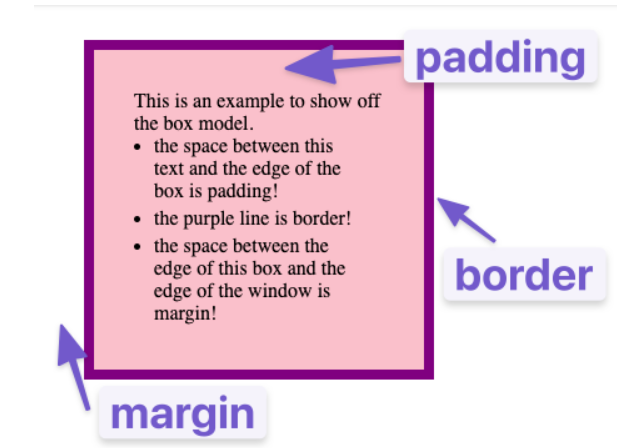 padding
This is an example to show off
the box model.
• the space between this
text and the edge of the
box is padding!
• the purple line is border!
• the space between the
edge of this box and the
edge of the window is
margin!
border
margin